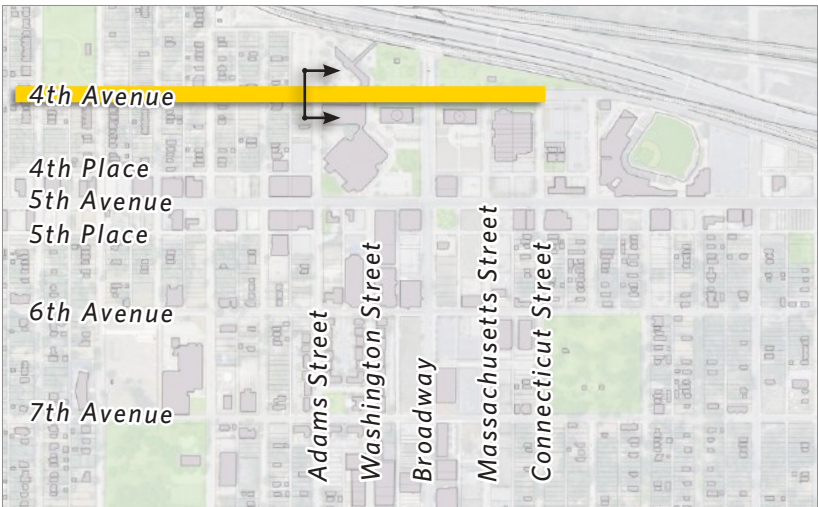 4th Avenue
4th Place
5th Avenue
5th Place
6th Avenue
7th Avenue
Adams Street
Washington Street
Broadway
Massachusetts Street
Connecticut Street